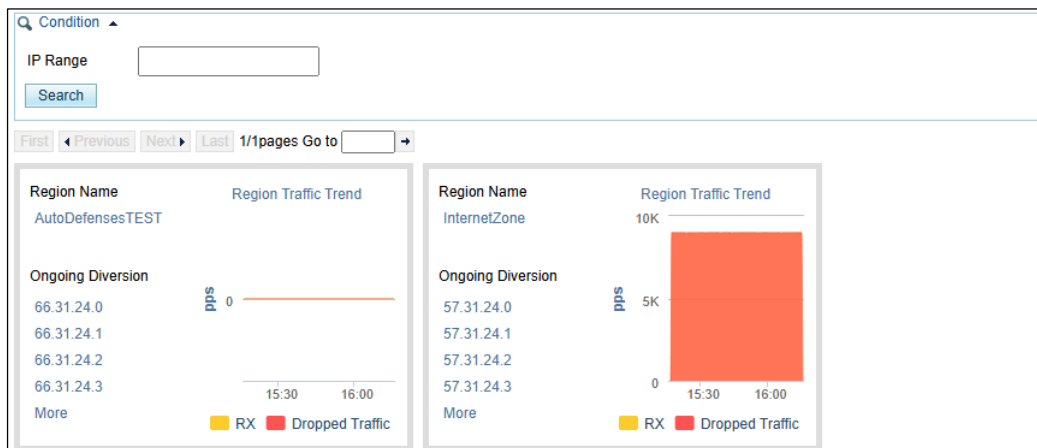 Condition
IP Range
Search
First Previous Next Last 1/1pages Go to
Region Name
AutoDefensesTEST
Ongoing Diversion
66.31.24.0
66.31.24.1
66.31.24.2
66.31.24.3
More
Region Traffic Trend
pps
0
15:30 16:00
RX Dropped Traffic
Region Name
InternetZone
Ongoing Diversion
57.31.24.0
57.31.24.1
57.31.24.2
57.31.24.3
More
Region Traffic Trend
10K
pps
5K
0
15:30 16:00
RX Dropped Traffic